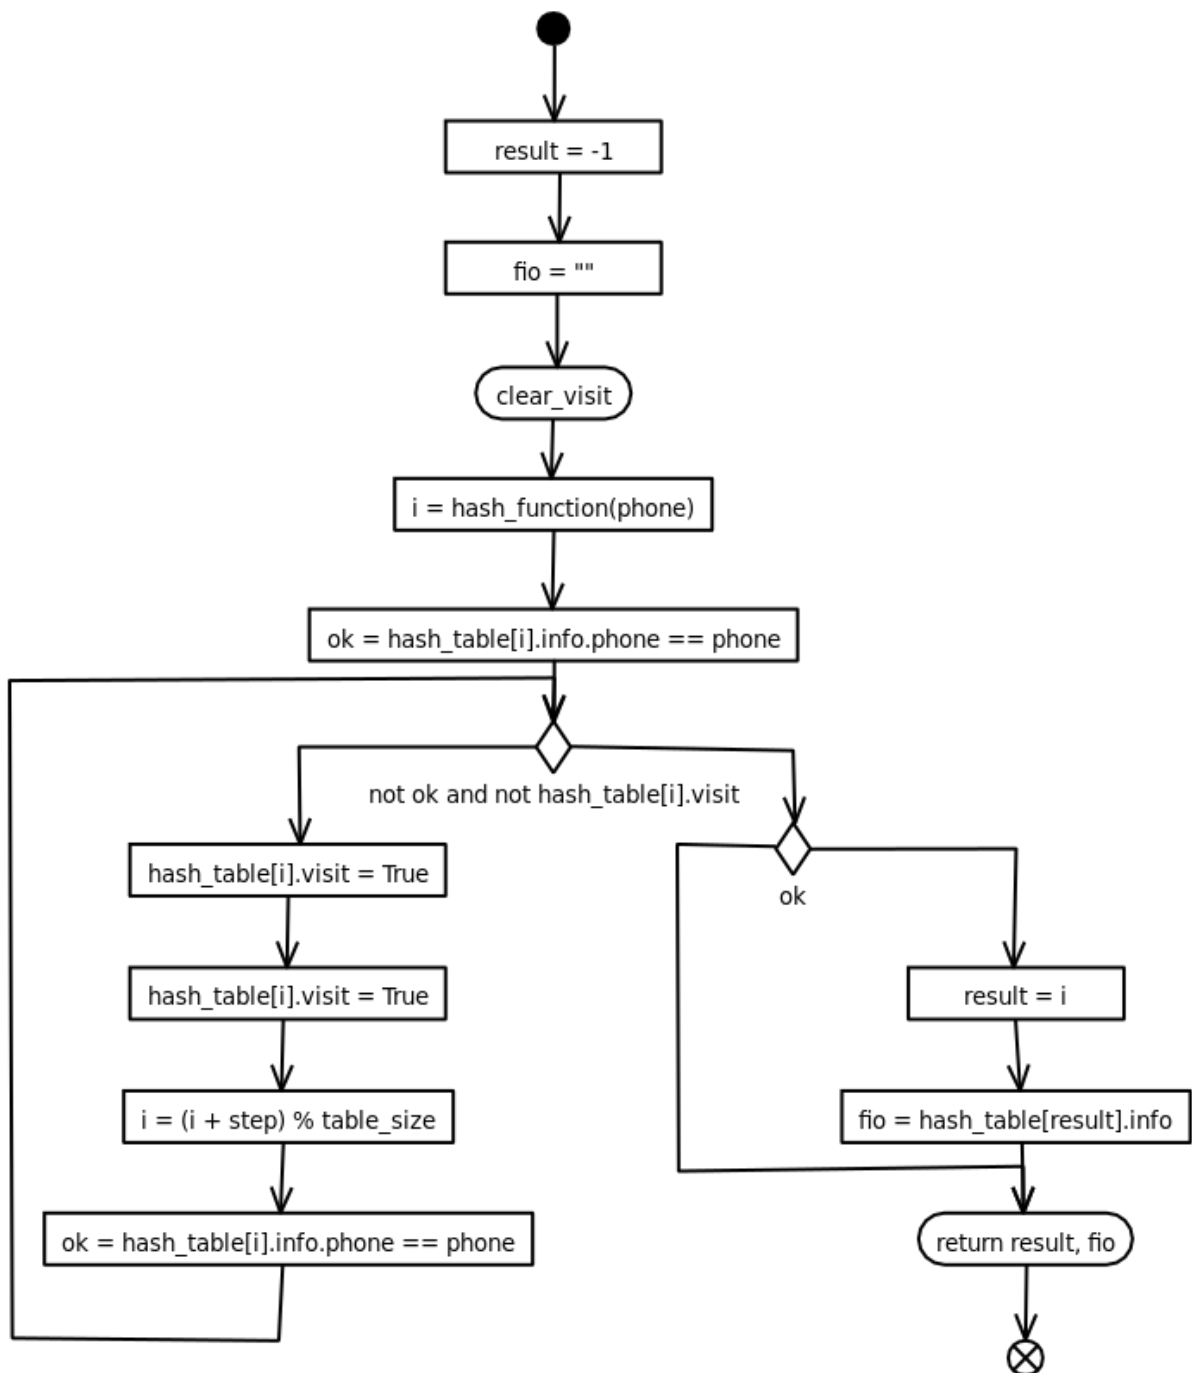 result = -1
fio = ""
clear_visit
i = hash_function(phone)
ok = hash_table[i].info.phone == phone
not ok and not hash_table[i].visit
hash_table[i].visit = True
ok
hash_table[i].visit = True
result = i
i = (i + step) % table_size
fio = hash_table[result].info
ok = hash_table[i].info.phone == phone
return result, fio